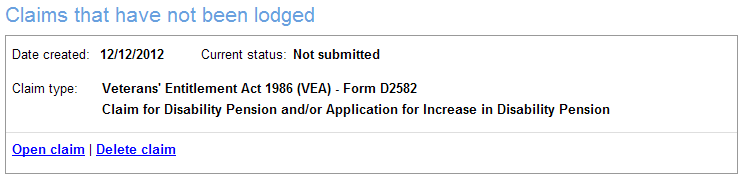 Claims that have not been lodged
Date created: 12/12/2012 Current status: Not submitted
Claim type: Veterans' Entitlement Act 1986 (VEA) - Form D2582
Claim for Disability Pension and/or Application for Increase in Disability Pension
Open claim | Delete claim